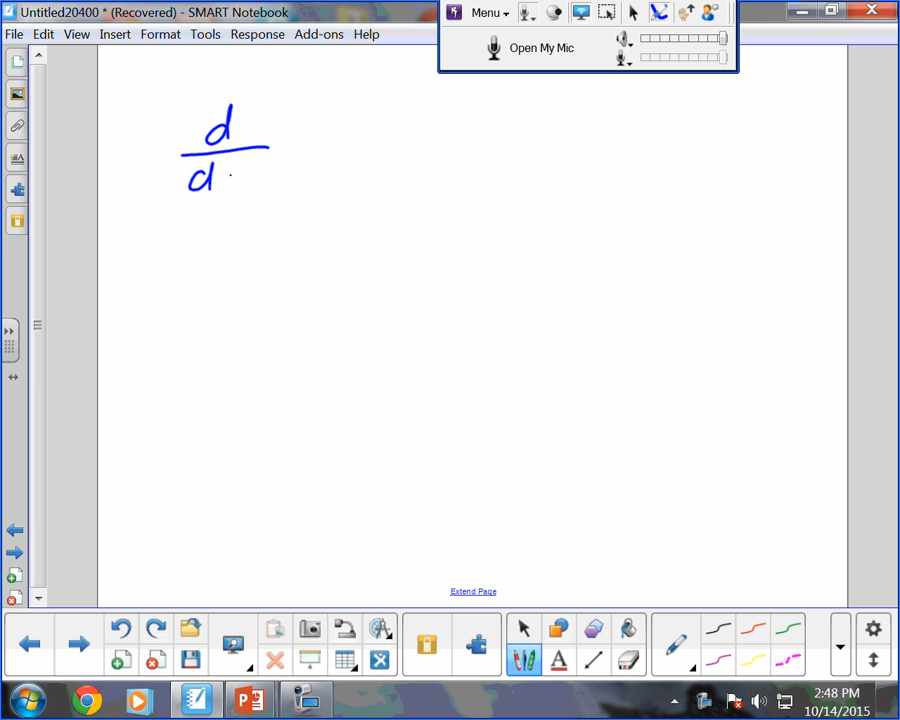 Untitled20400 * (Recovered) - SMART Notebook
Menu
File Edit View Insert Format Tools Response Add-ons Help
Open My Mic
d
d
Extend Page
2:48 PM
10/14/2015